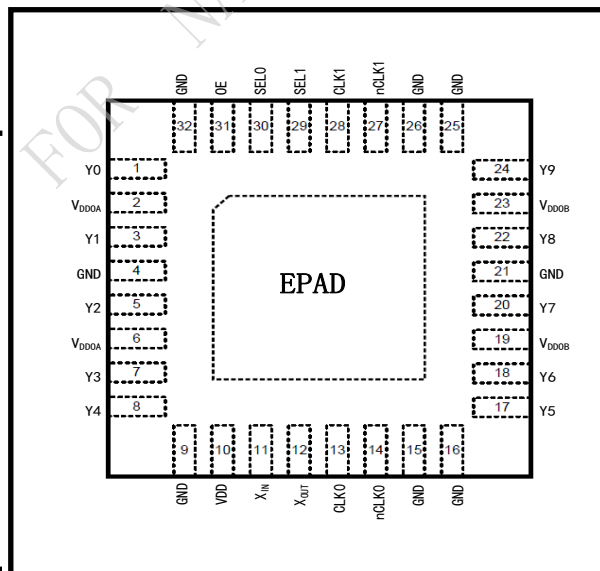 FOR NA
GND OE SEL0 SEL1 CLK1 nCLK1 GND GND
32 31 30 29 28 27 26 25
Y0 1 24 Y9
VDDOA 2 23 VDDOB
Y1 3 22 Y8
GND 4 21 GND
EPAD
Y2 5 20 Y7
VDDOA 6 19 VDDOB
Y3 7 18 Y6
Y4 8 17 Y5
9 10 11 12 13 14 15 16
GND VDD XIN XOUT CLK0 nCLK0 GND GND